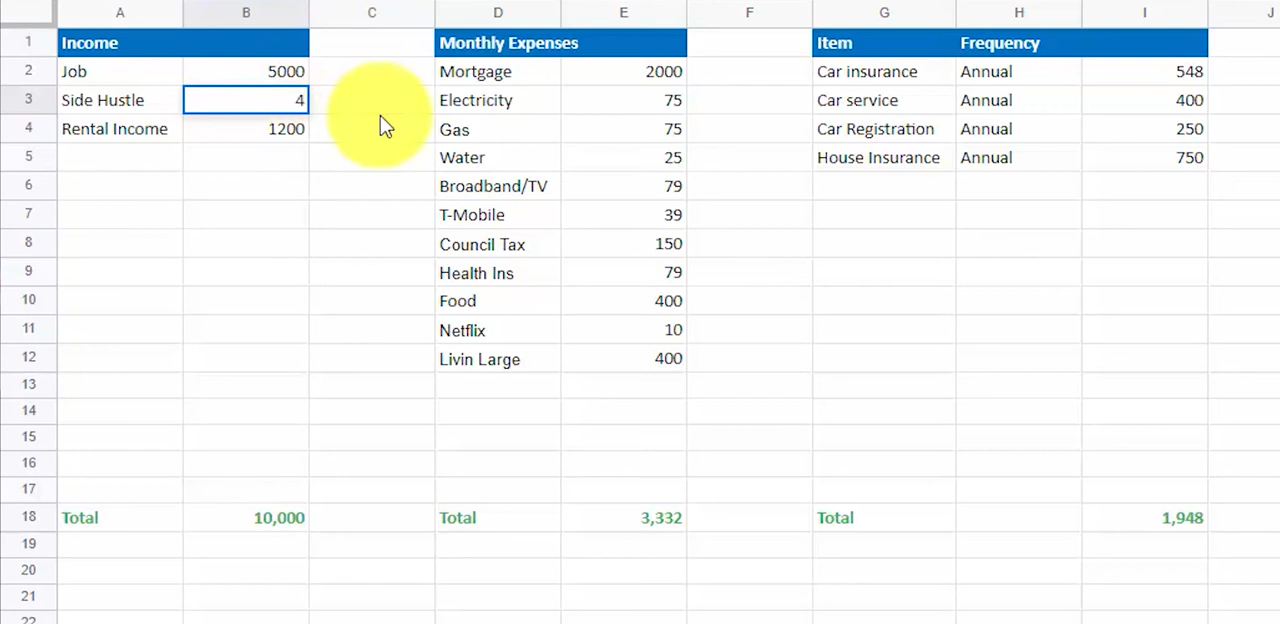 A B C D E F G H I J
1 Income Monthly Expenses Item Frequency
2 Job 5000 Mortgage 2000 Car insurance Annual 548
3 Side Hustle 4 Electricity 75 Car service Annual 400
4 Rental Income 1200 Gas 75 Car Registration Annual 250
5 Water 25 House Insurance Annual 750
6 Broadband/TV 79
7 T-Mobile 39
8 Council Tax 150
9 Health Ins 79
10 Food 400
11 Netflix 10
12 Livin Large 400
13
14
15
16
17
18 Total 10,000 Total 3,332 Total 1,948
19
20
21
22